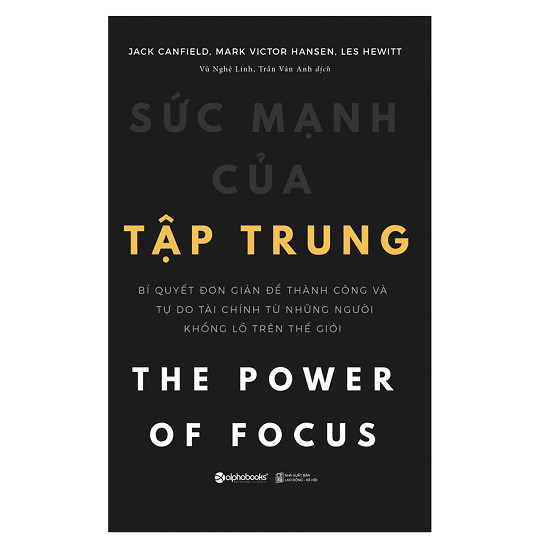 JACK CANFIELD, MARK VICTOR HANSEN, LES HEWITT
Vũ Nghệ Linh, Trần Vân Anh dịch
SỨC MẠNH
CỦA
TẬP TRUNG
BÍ QUYẾT ĐƠN GIẢN ĐỂ THÀNH CÔNG VÀ
TỰ DO TÀI CHÍNH TỪ NHỮNG NGƯỜI
KHỔNG LỒ TRÊN THẾ GIỚI
THE POWER
OF FOCUS
alphabooks
NHÀ XUẤT BẢN
LAO ĐỘNG - XÃ HỘI